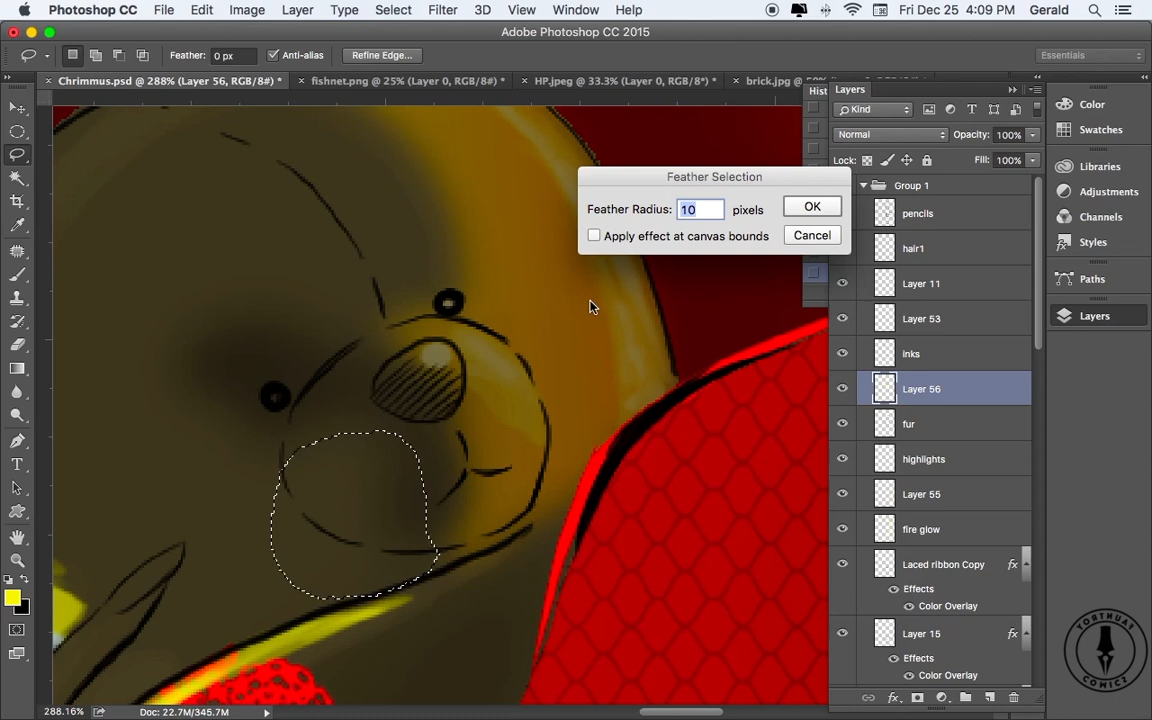 Photoshop CC File Edit Image Layer Type Select Filter 3D View Window Help Fri Dec 25 4:09 PM Gerald
Adobe Photoshop CC 2015
Feather: 0 px Anti-alias Refine Edge... Essentials
Chrimmus.psd @ 288% (Layer 56, RGB/8#) * fishnet.png @ 25% (Layer 0, RGB/8#) * HP.jpeg @ 33.3% (Layer 0, RGB/8*) * brick.jpg @
Hist Layers
Kind
Normal Opacity: 100%
Lock: Fill: 100%
Group 1
pencils
hair1
Layer 11
Layer 53
Inks
Layer 56
fur
highlights
Layer 55
fire glow
Laced ribbon Copy fx
Effects
Color Overlay
Layer 15 fx
Effects
Color Overlay
Color
Swatches
Libraries
Adjustments
Channels
Styles
Paths
Layers
Feather Selection
Feather Radius: 10 pixels OK
Apply effect at canvas bounds Cancel
288.16% Doc: 22.7M/345.7M